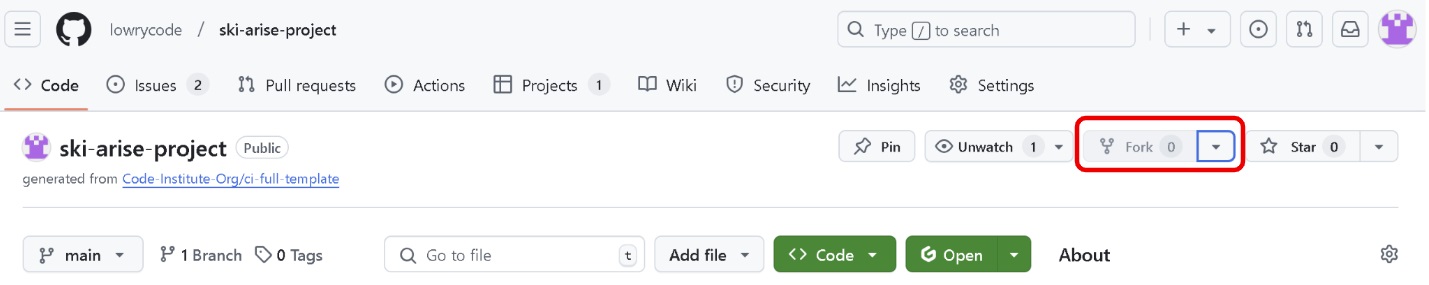 lowrycode / ski-arise-project Type / to search
Code Issues 2 Pull requests Actions Projects 1 Wiki Security Insights Settings
ski-arise-project Public Pin Unwatch 1 Fork 0 Star 0
generated from Code-Institute-Org/ci-full-template
main 1 Branch 0 Tags Go to file t Add file Code Open About